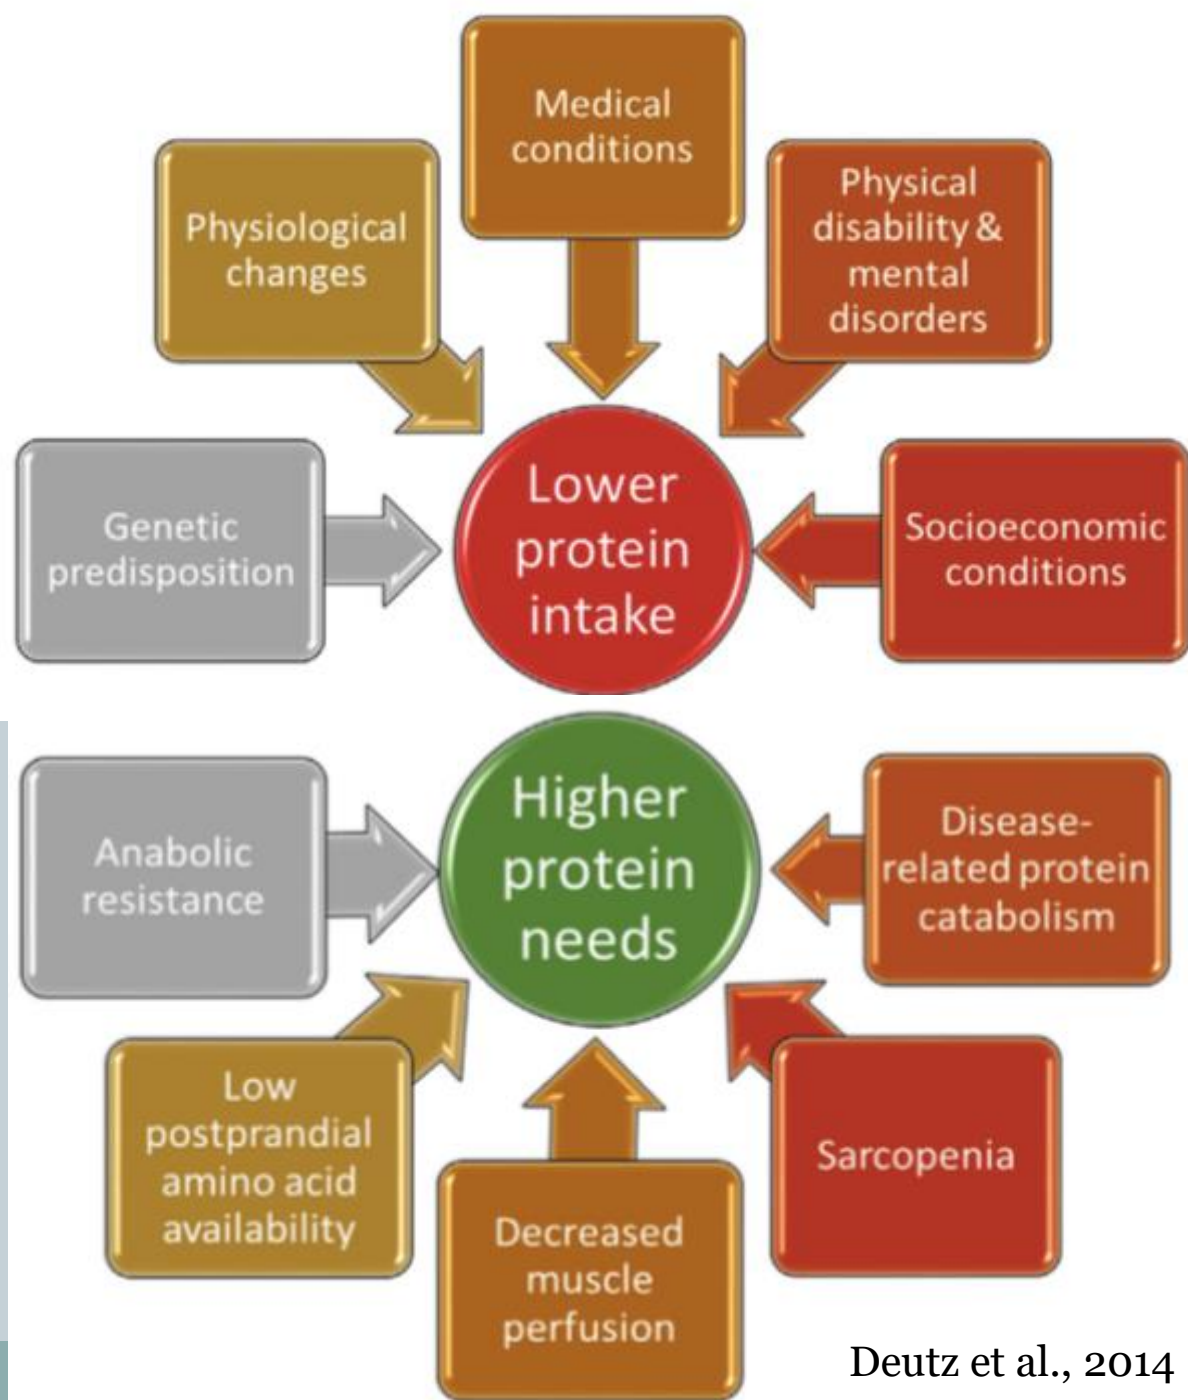 Medical
conditions
Physiological
changes
Physical
disability &
mental
disorders
Genetic
predisposition
Lower
protein
intake
Socioeconomic
conditions
Anabolic
resistance
Higher
protein
needs
Disease-
related protein
catabolism
Low
postprandial
amino acid
availability
Decreased
muscle
perfusion
Sarcopenia
Deutz et al., 2014